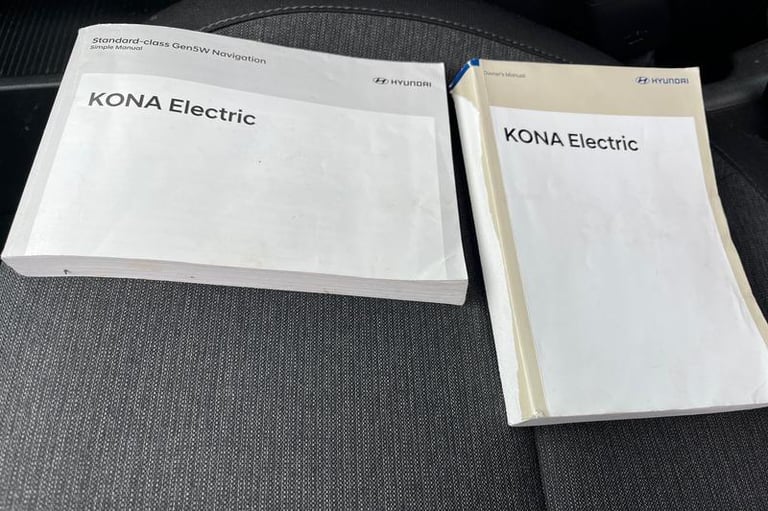 Standard-class Gen5W Navigation
Simple Manual
HYUNDAI
KONA Electric
Owner's Manual
HYUNDAI
KONA Electric